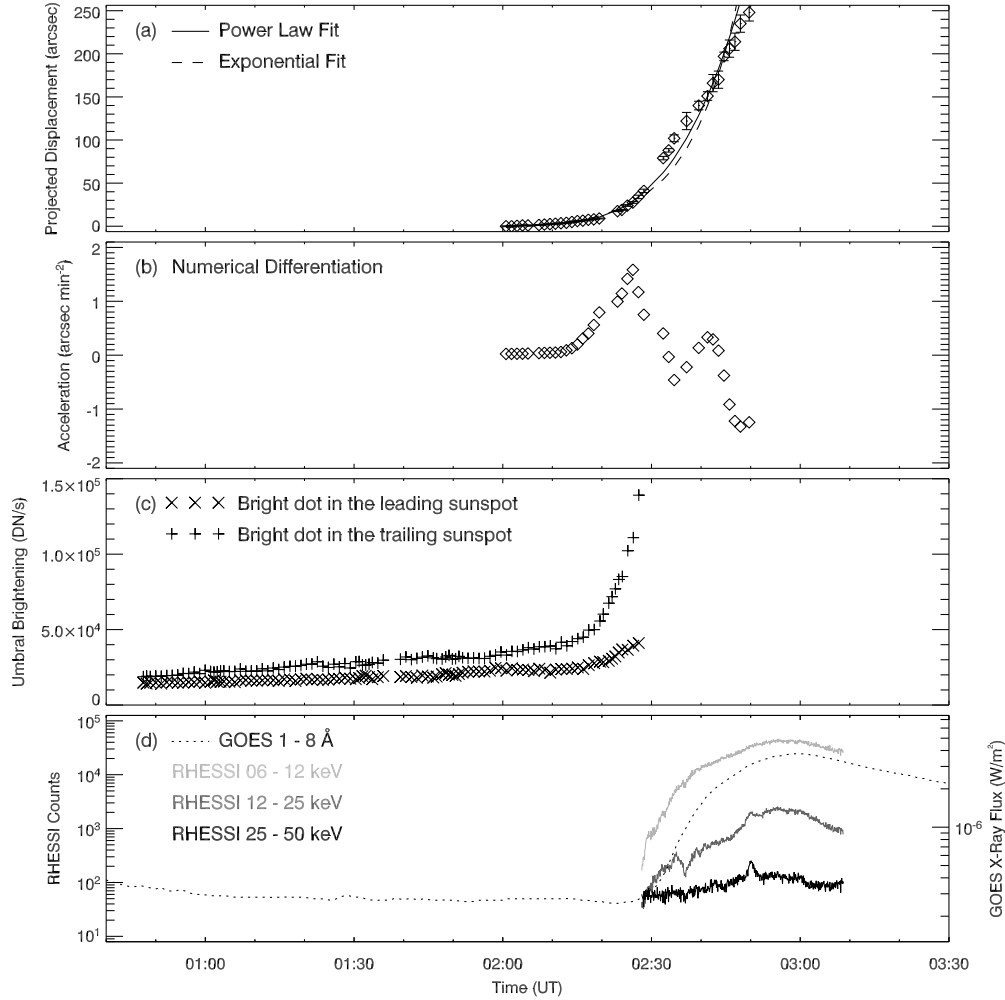 (a) Power Law Fit
Exponential Fit
Projected Displacement (arcsec)
250
200
150
100
50
0
(b) Numerical Differentiation
Acceleration (arcsec min⁻²)
2
1
0
-1
-2
(c) Bright dot in the leading sunspot
Bright dot in the trailing sunspot
Umbral Brightening (DN/s)
1.5×10⁵
1.0×10⁵
5.0×10⁴
0
(d) GOES 1 - 8 Å
RHESSI 06 - 12 keV
RHESSI 12 - 25 keV
RHESSI 25 - 50 keV
RHESSI Counts
10⁵
10⁴
10³
10²
10¹
10⁻⁶
GOES X-Ray Flux (W/m²)
01:00 01:30 02:00 02:30 03:00 03:30
Time (UT)